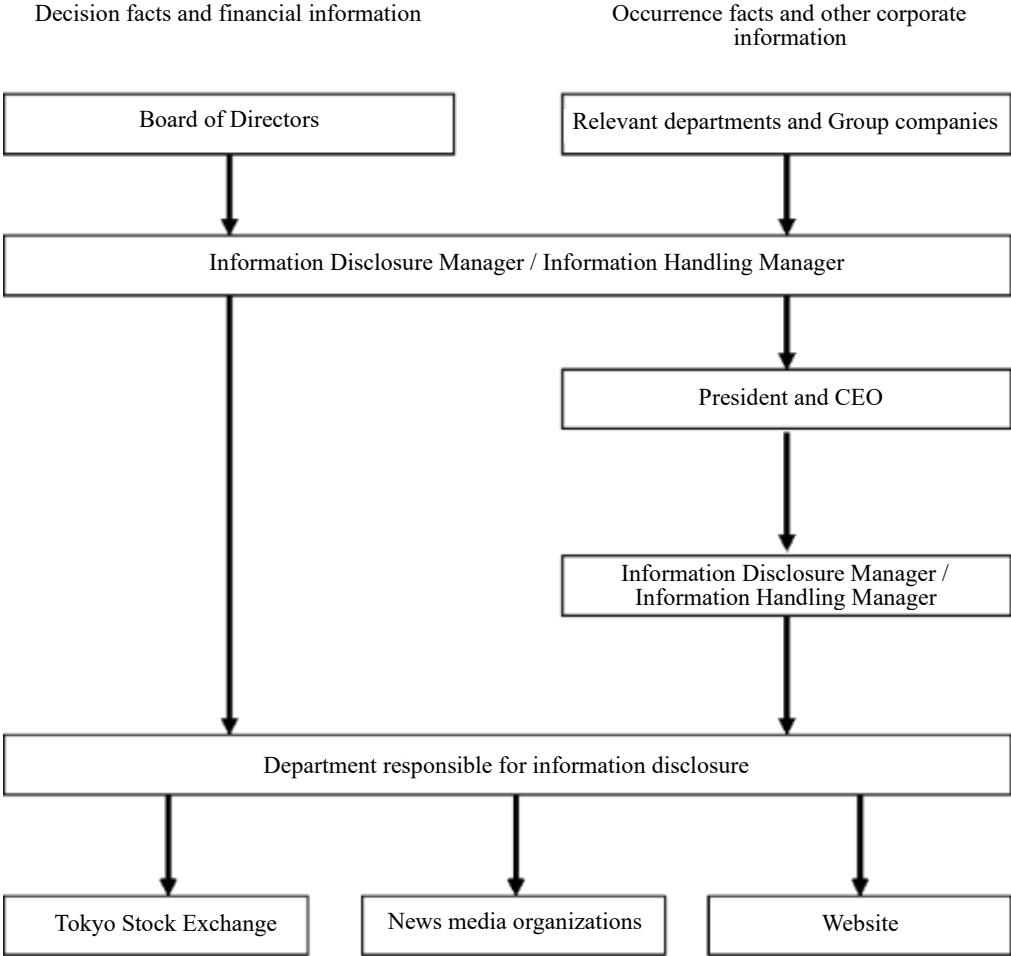 Decision facts and financial information
Occurrence facts and other corporate
information
Board of Directors
Relevant departments and Group companies
Information Disclosure Manager / Information Handling Manager
President and CEO
Information Disclosure Manager /
Information Handling Manager
Department responsible for information disclosure
Tokyo Stock Exchange
News media organizations
Website